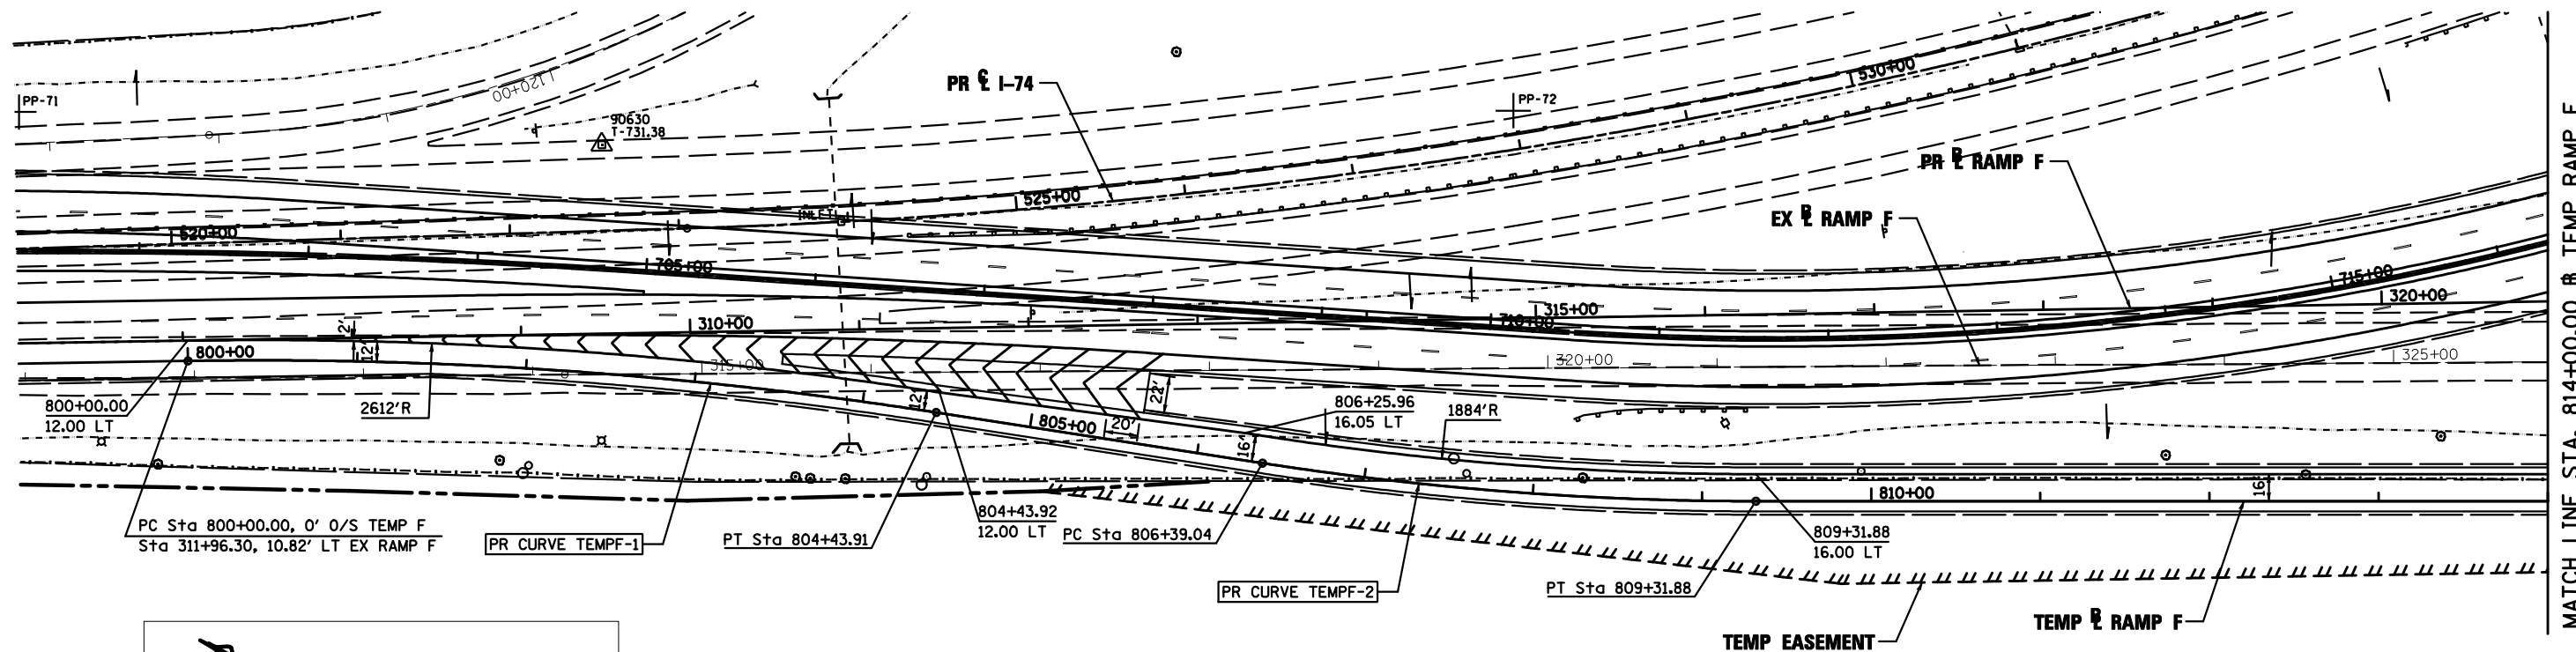 PP-71
L120+00
90630
T-731.38
PR ℄ I-74
PP-72
530+00
PR BL RAMP F
EX BL RAMP F
525+00
INLET
520+00
705+00
715+00
320+00
315+00
710+00
310+00
2'
12'
800+00
315+00
320+00
325+00
800+00.00
12.00 LT
2612'R
12'
805+00
20'
22'
16'
806+25.96
16.05 LT
1884'R
810+00
16'
PC Sta 800+00.00, 0' O/S TEMP F
Sta 311+96.30, 10.82' LT EX RAMP F
PR CURVE TEMPF-1
PT Sta 804+43.91
804+43.92
12.00 LT
PC Sta 806+39.04
PR CURVE TEMPF-2
PT Sta 809+31.88
809+31.88
16.00 LT
TEMP EASEMENT
TEMP BL RAMP F
MATCH LINE STA. 814+00.00 BL TEMP RAMP F